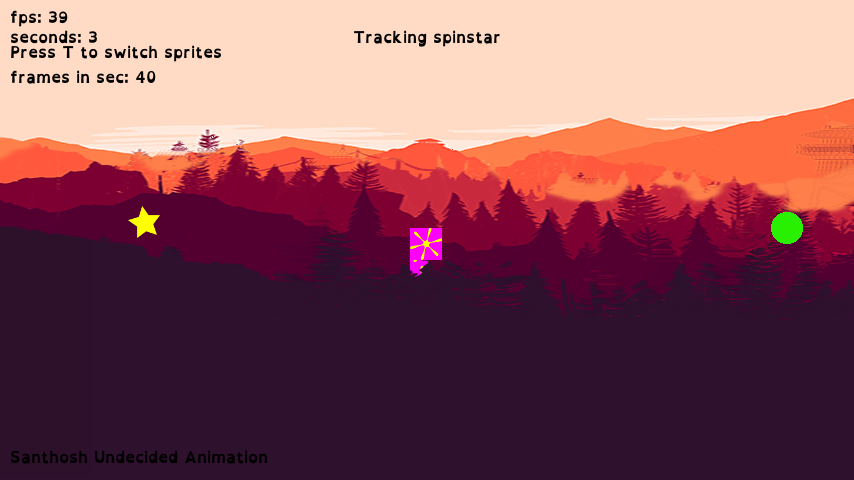 fps: 39
seconds: 3
Tracking spinstar
Press T to switch sprites
frames in sec: 40
Santhosh Undecided Animation